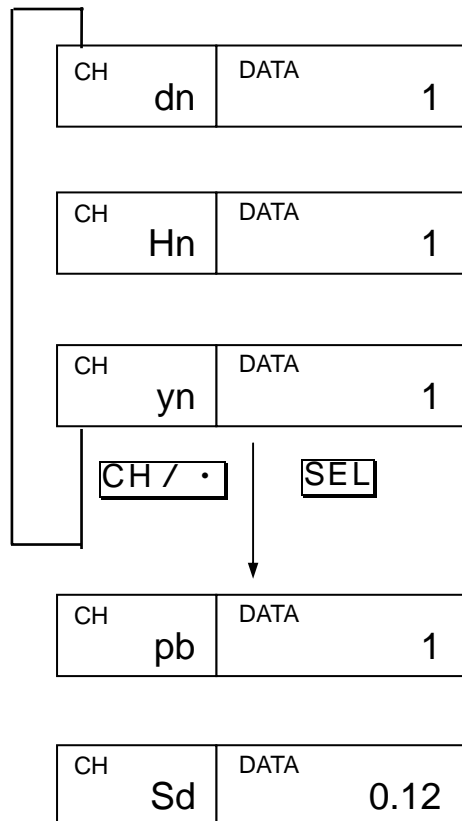 CH DATA
dn 1
CH DATA
Hn 1
CH DATA
yn 1
CH / ・ SEL
CH DATA
pb 1
CH DATA
Sd 0.12